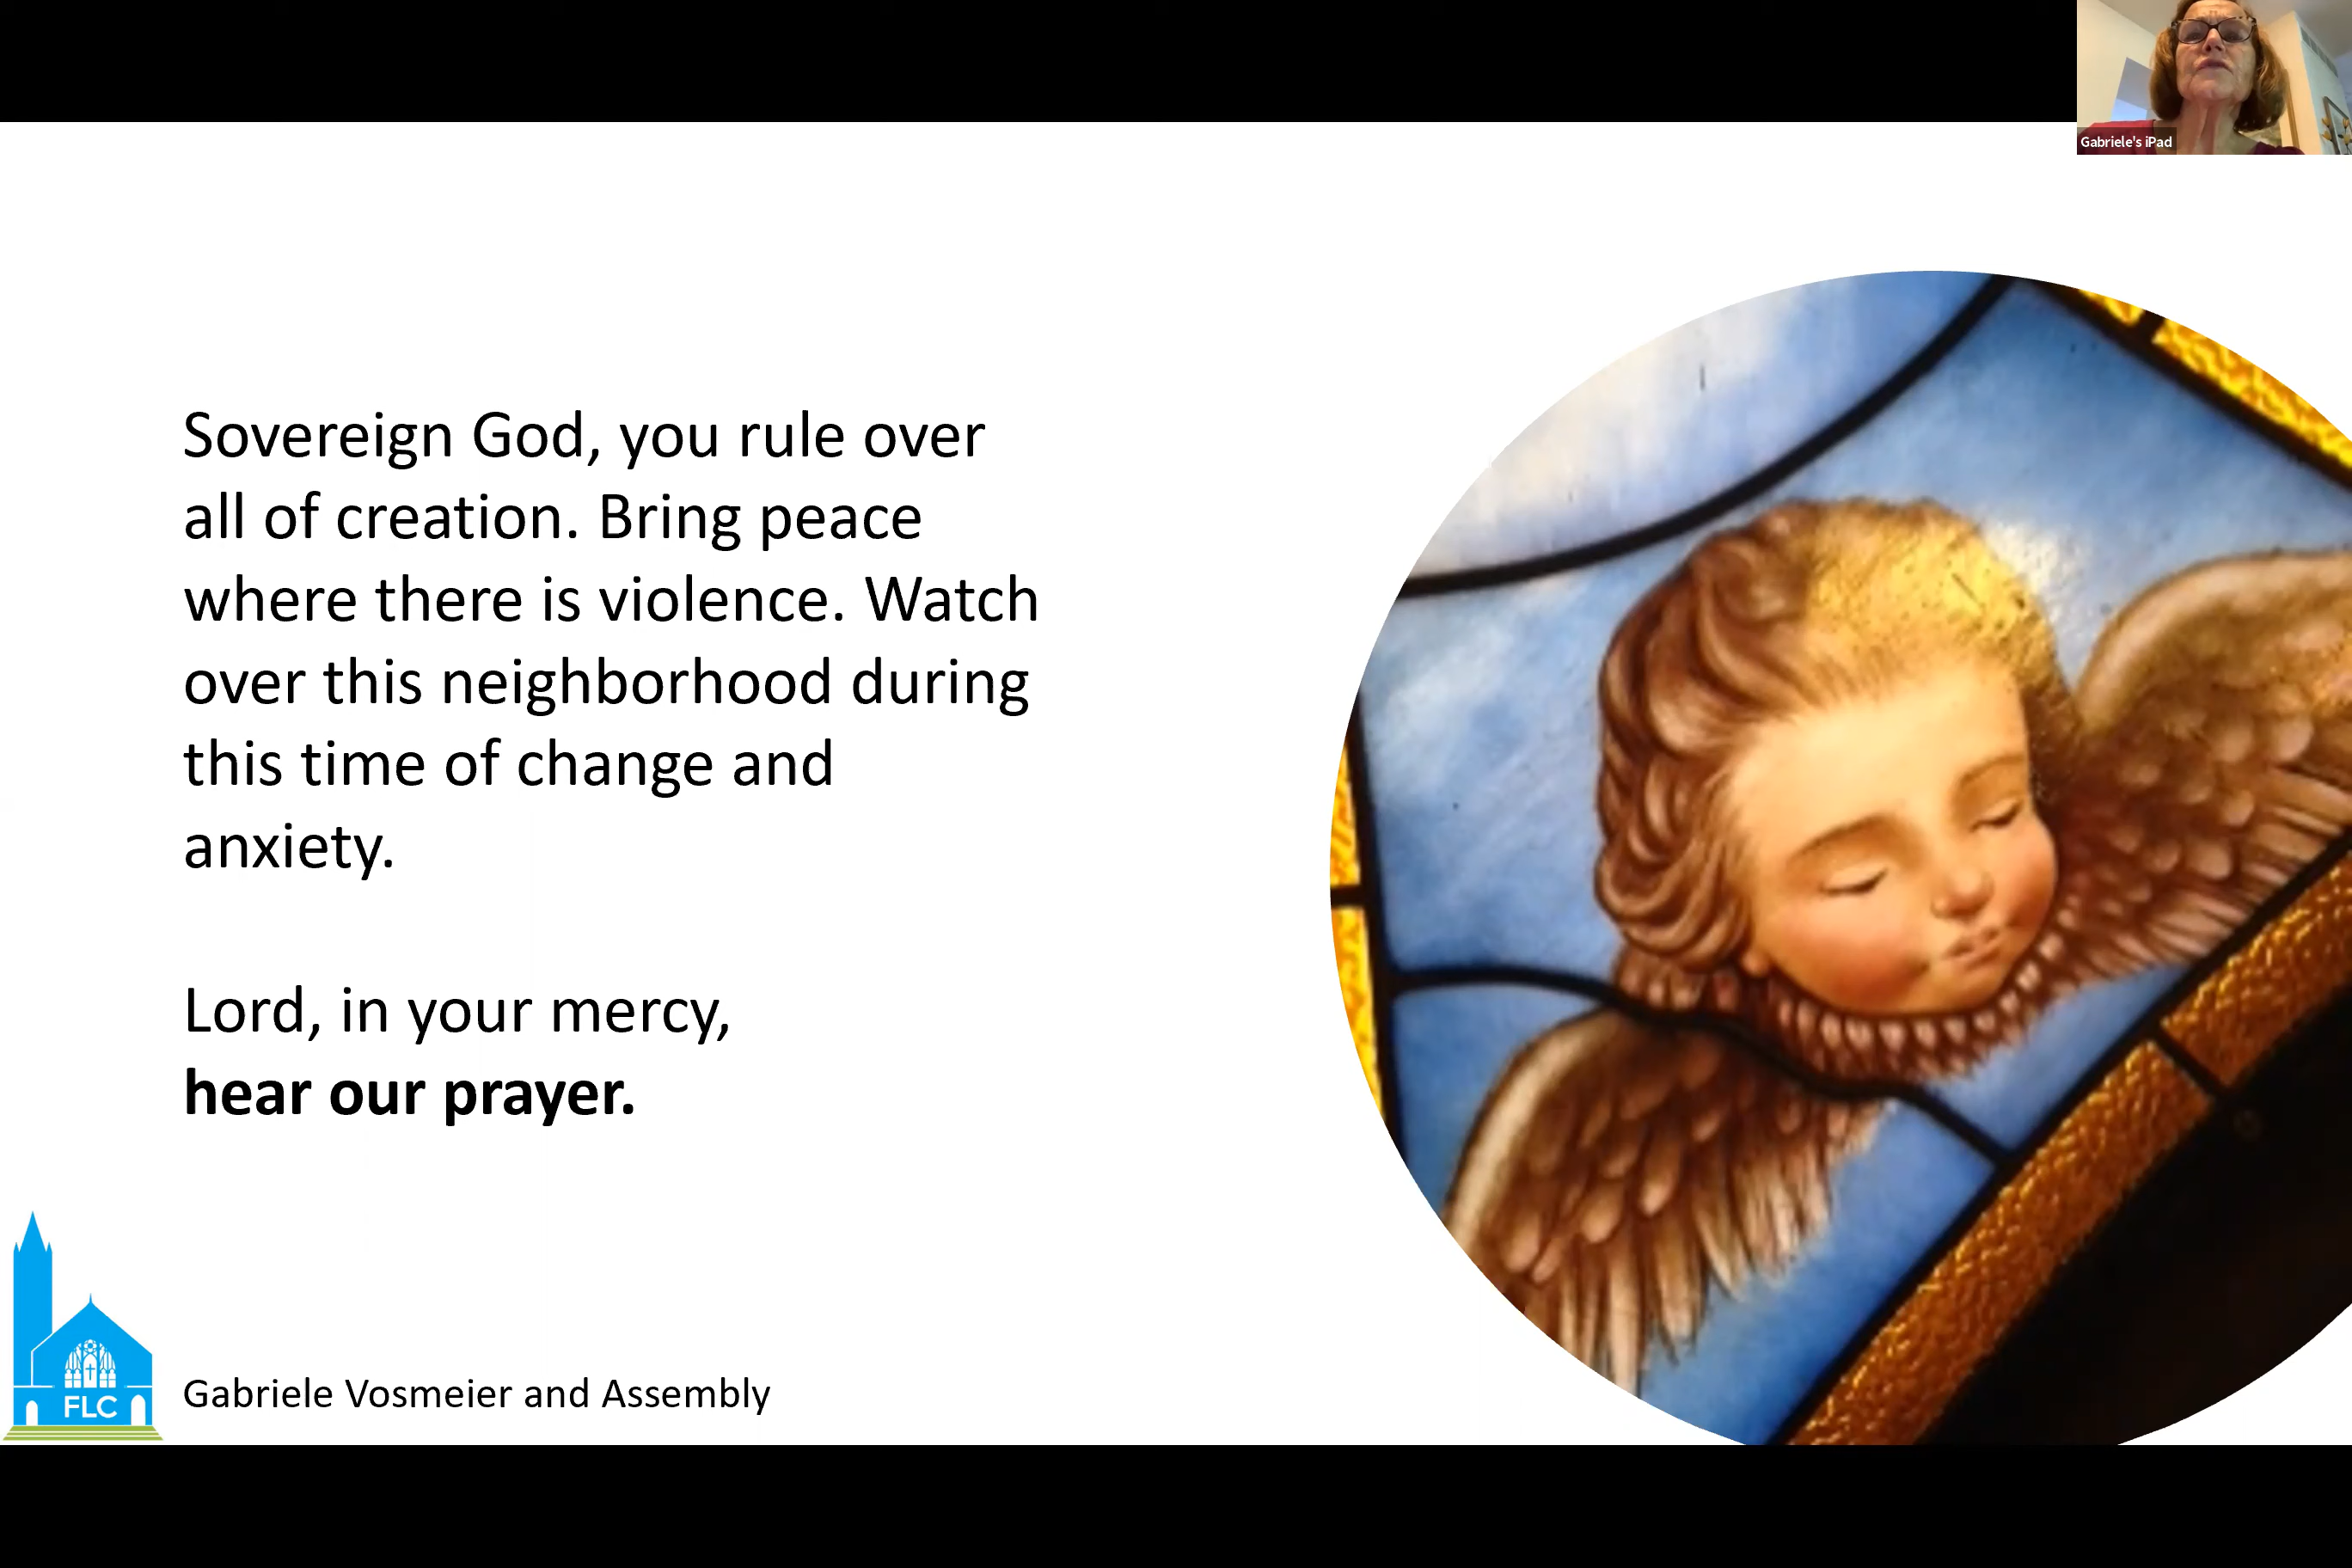 Gabriele's iPad
Sovereign God, you rule over
all of creation. Bring peace
where there is violence. Watch
over this neighborhood during
this time of change and
anxiety.
Lord, in your mercy,
hear our prayer.
FLC
Gabriele Vosmeier and Assembly